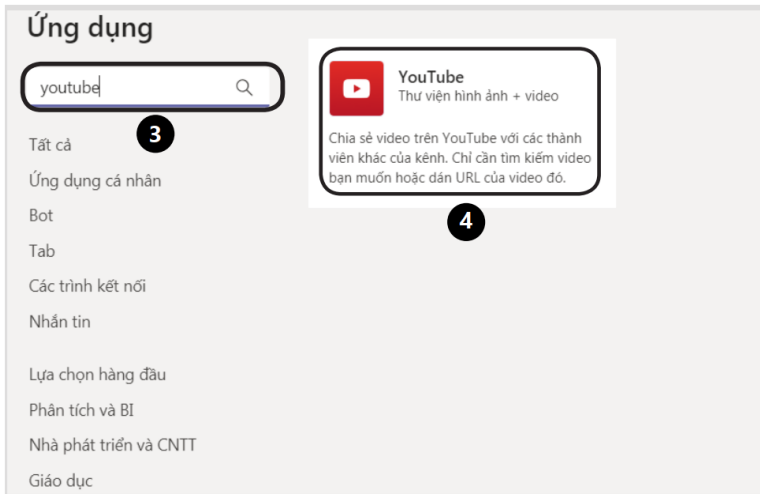 Ứng dụng
youtube
3
Tất cả
Ứng dụng cá nhân
Bot
Tab
Các trình kết nối
Nhắn tin
Lựa chọn hàng đầu
Phân tích và BI
Nhà phát triển và CNTT
Giáo dục
YouTube
Thư viện hình ảnh + video
Chia sẻ video trên YouTube với các thành
viên khác của kênh. Chỉ cần tìm kiếm video
bạn muốn hoặc dán URL của video đó.
4